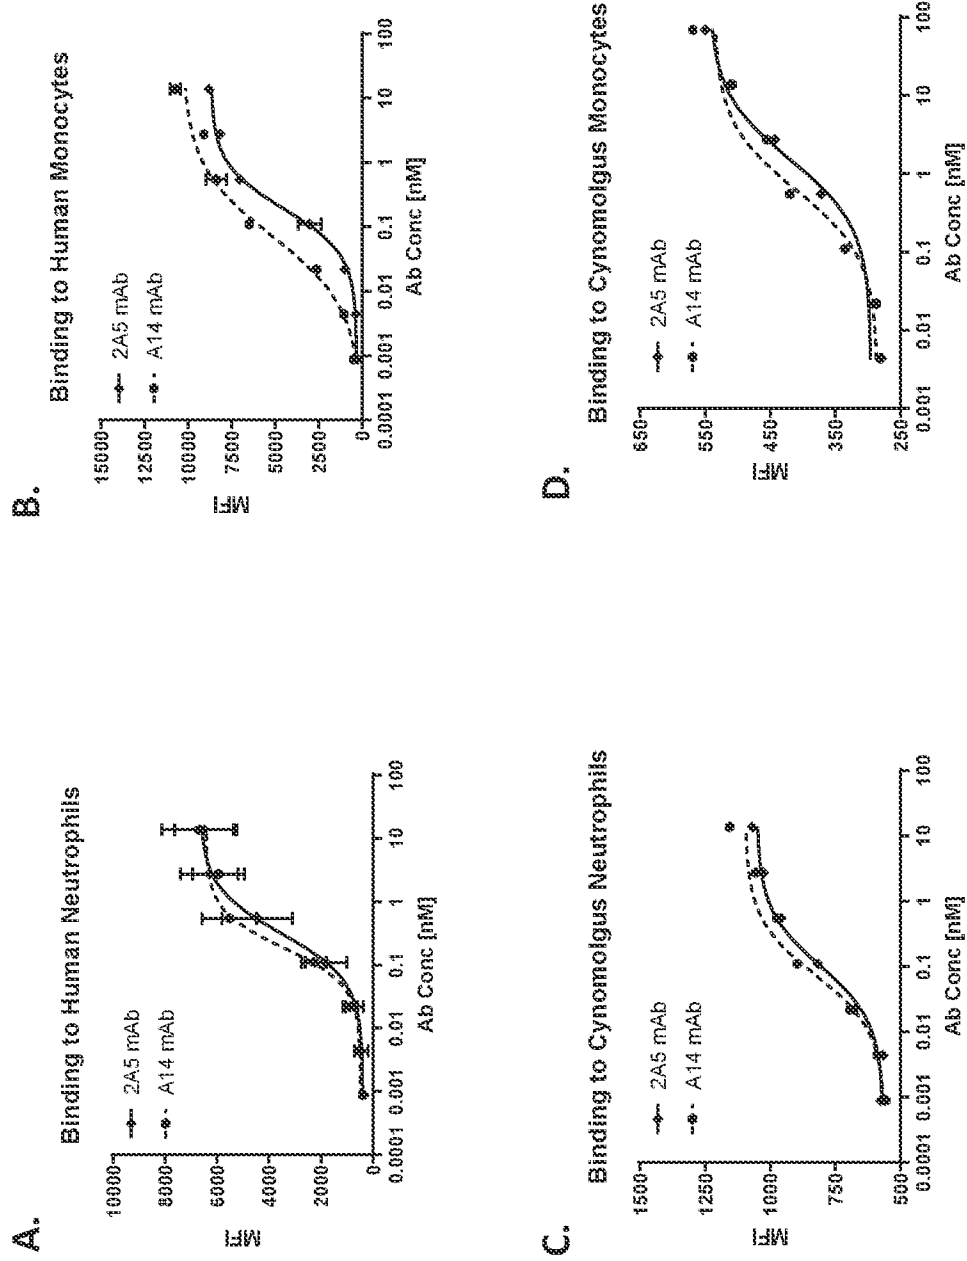 A.
Binding to Human Neutrophils
2A5 mAb
A14 mAb
MFI
10000
8000
6000
4000
2000
0
0.0001 0.001 0.01 0.1 1 10 100
Ab Conc [nM]
B.
Binding to Human Monocytes
2A5 mAb
A14 mAb
MFI
15000
12500
10000
7500
5000
2500
0
0.0001 0.001 0.01 0.1 1 10 100
Ab Conc [nM]
C.
Binding to Cynomolgus Neutrophils
2A5 mAb
A14 mAb
MFI
1500
1250
1000
750
500
0.0001 0.001 0.01 0.1 1 10 100
Ab Conc [nM]
D.
Binding to Cynomolgus Monocytes
2A5 mAb
A14 mAb
MFI
650
550
450
350
250
0.001 0.01 0.1 1 10 100
Ab Conc [nM]